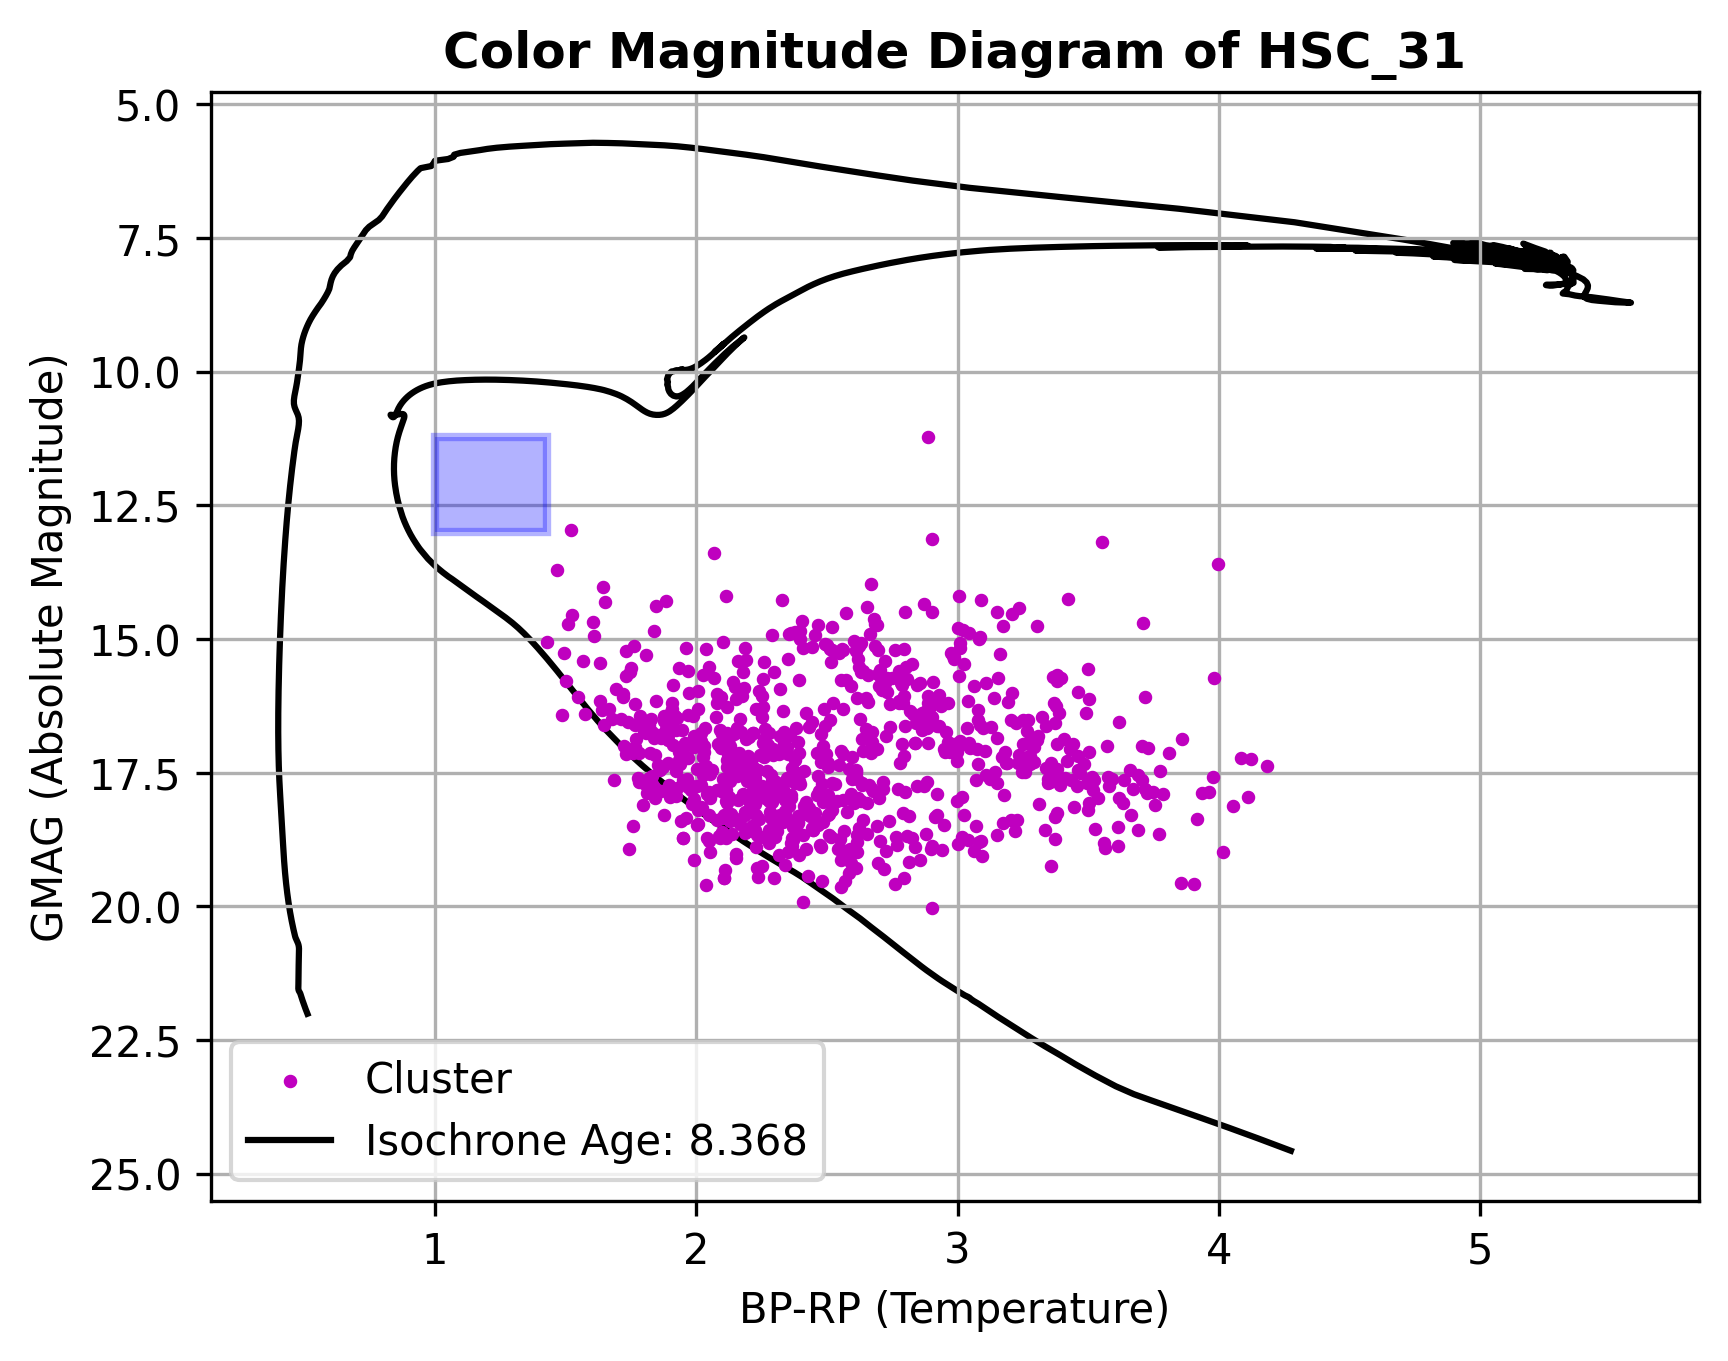 Color Magnitude Diagram of HSC_31
GMAG (Absolute Magnitude)
5.0
7.5
10.0
12.5
15.0
17.5
20.0
22.5
25.0
Cluster
Isochrone Age: 8.368
1 2 3 4 5
BP-RP (Temperature)